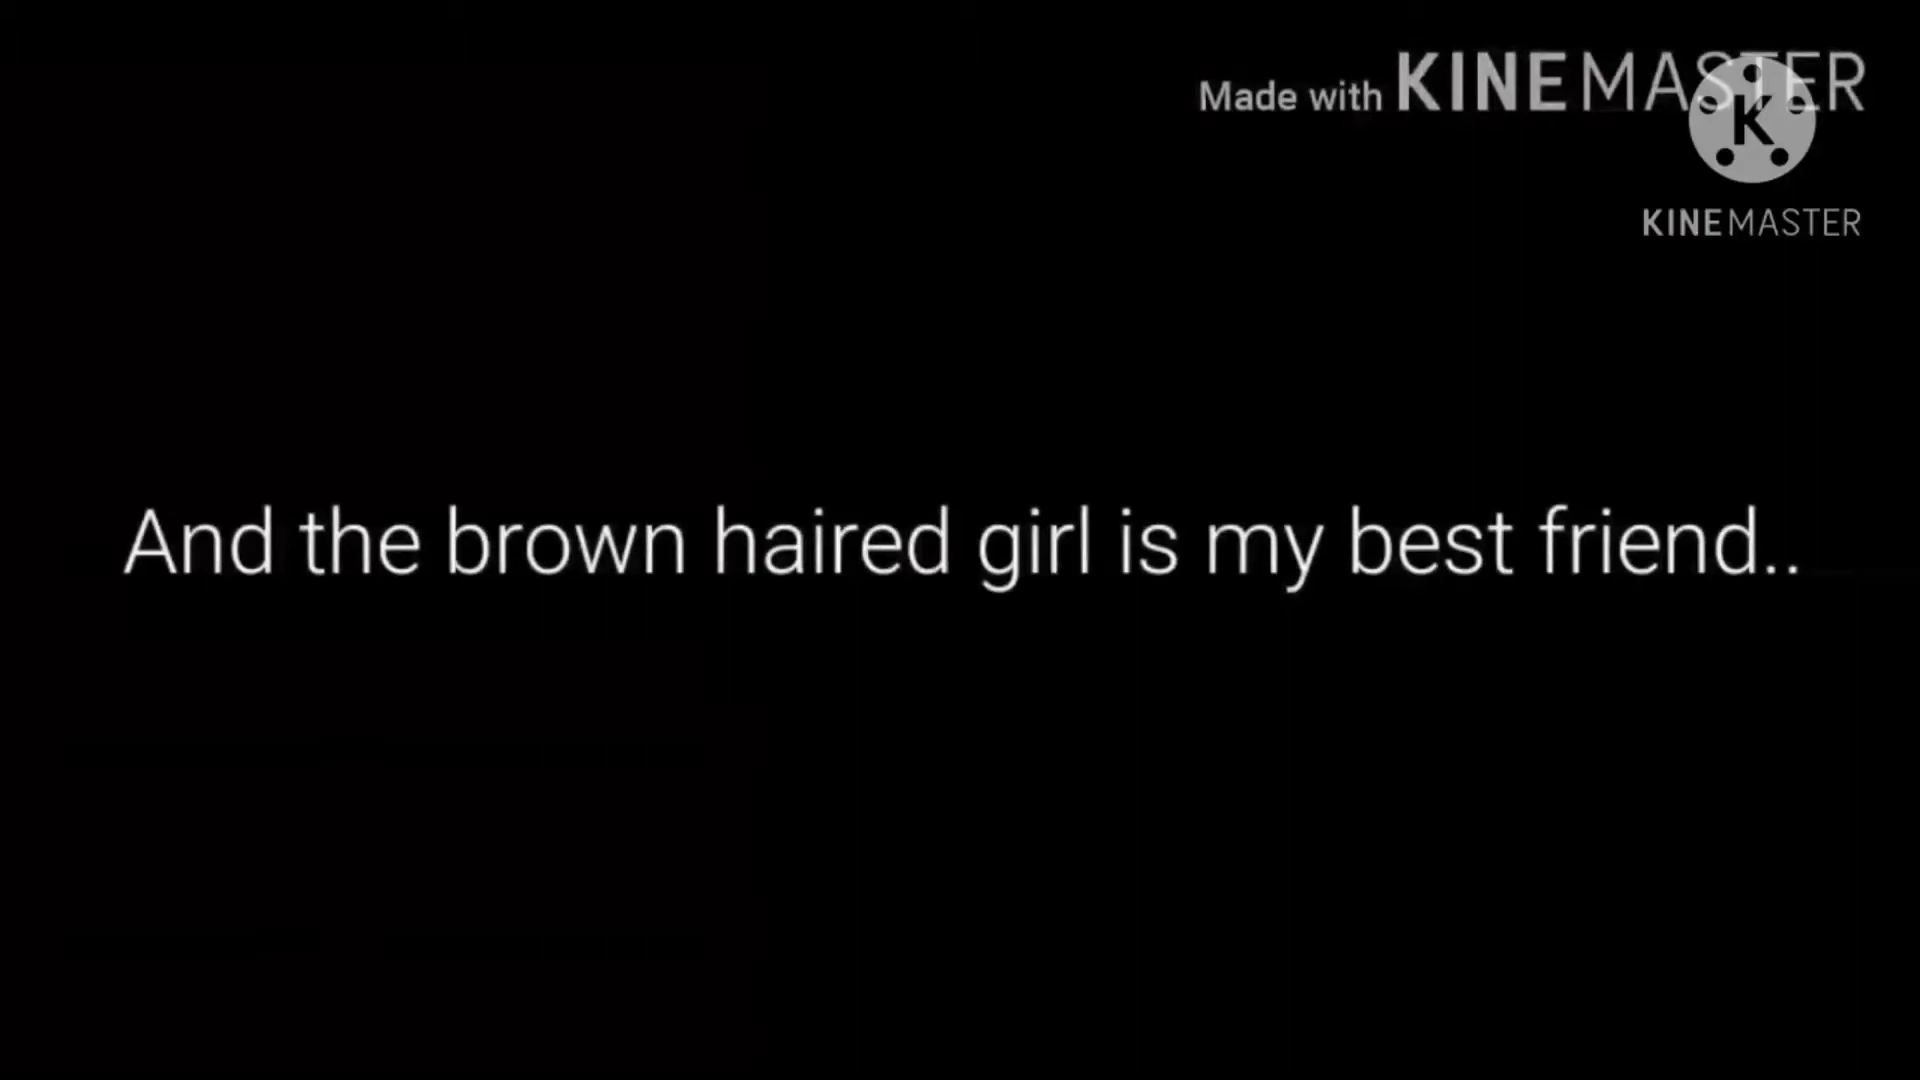 Made with KINEMASTER
K
KINEMASTER
And the brown haired girl is my best friend..